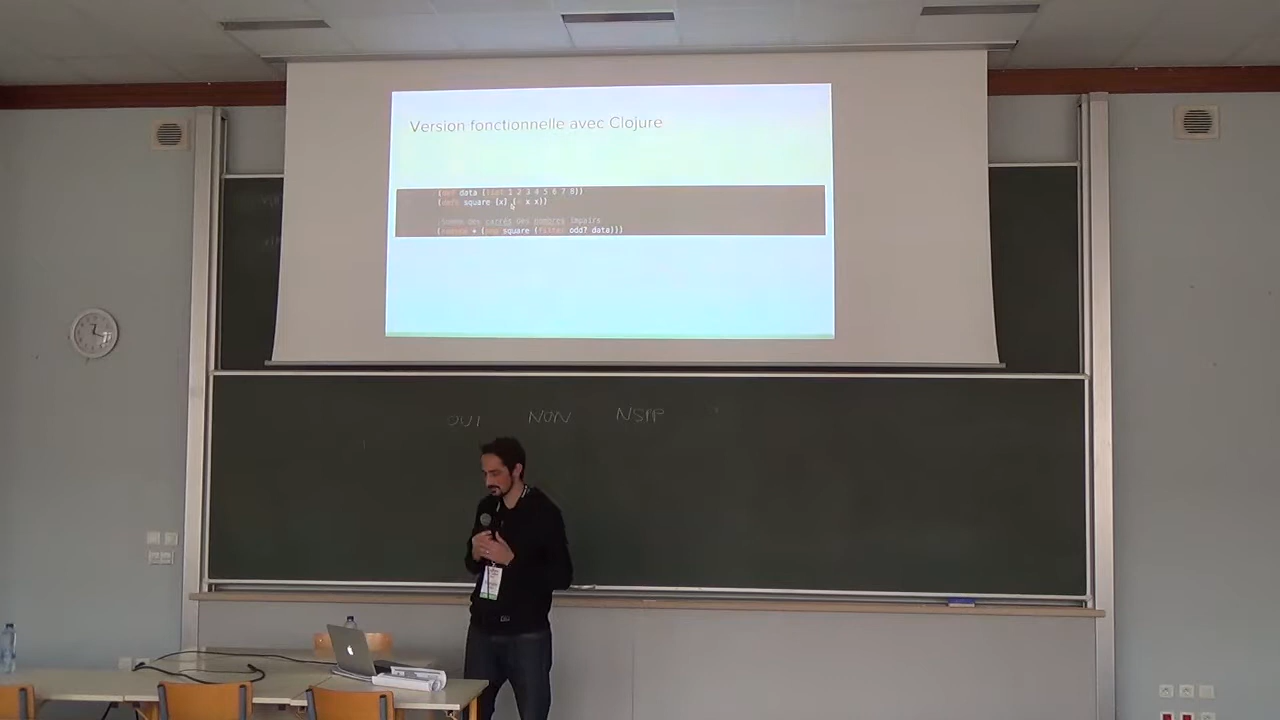 Version fonctionnelle avec Clojure
(def data (list 1 2 3 4 5 6 7 8))
(defn square [x] (* x x))
;Somme des carrés des nombres impairs
(reduce + (map square (filter odd? data)))
OUI NON NSPP